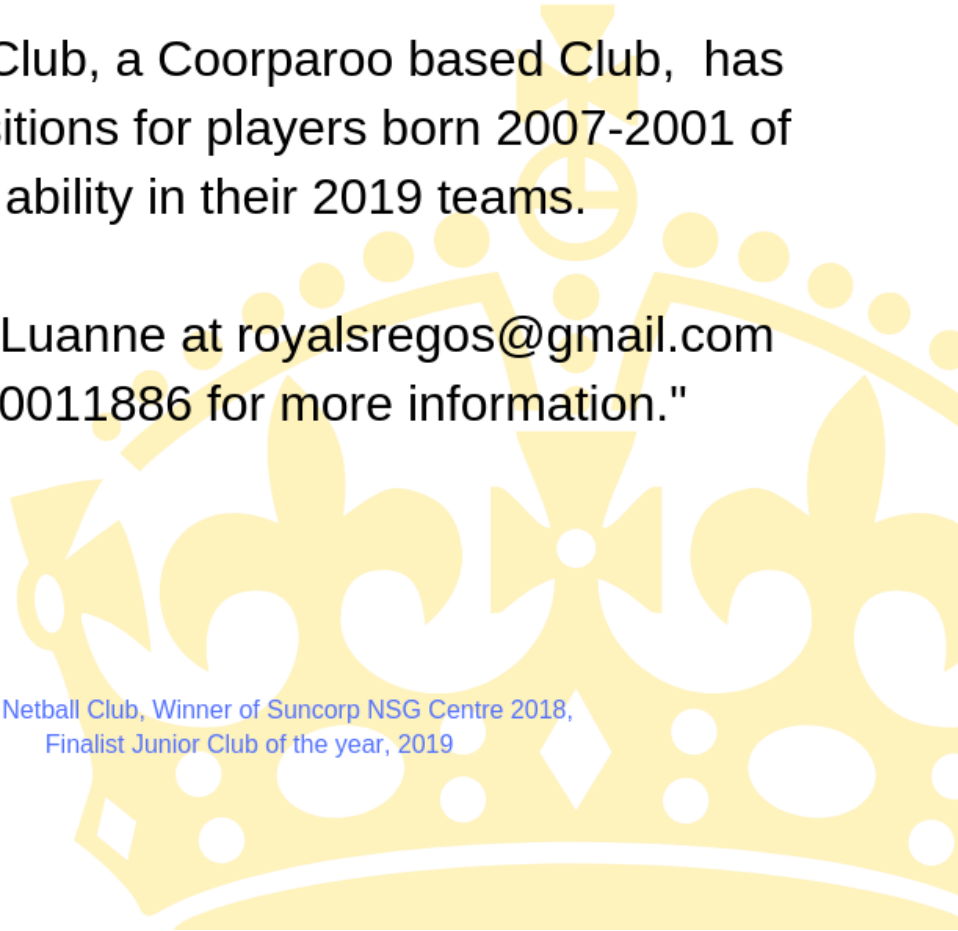 Club, a Coorparoo based Club,  has
sitions for players born 2007-2001 of
ability in their 2019 teams.
Luanne at royalsregos@gmail.com
0011886 for more information."
Netball Club, Winner of Suncorp NSG Centre 2018,
Finalist Junior Club of the year, 2019